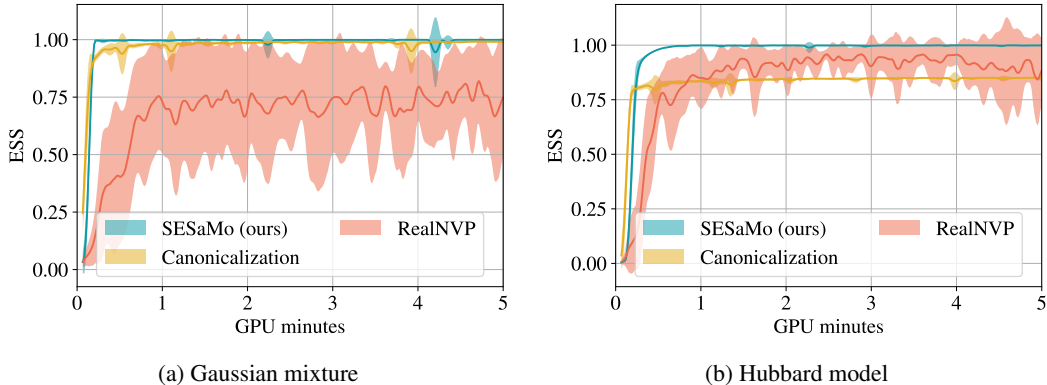 1.00
0.75
0.50
0.25
0.00
ESS
SESaMo (ours)
Canonicalization
RealNVP
0 1 2 3 4 5
GPU minutes
(a) Gaussian mixture
1.00
0.75
0.50
0.25
0.00
ESS
SESaMo (ours)
Canonicalization
RealNVP
0 1 2 3 4 5
GPU minutes
(b) Hubbard model